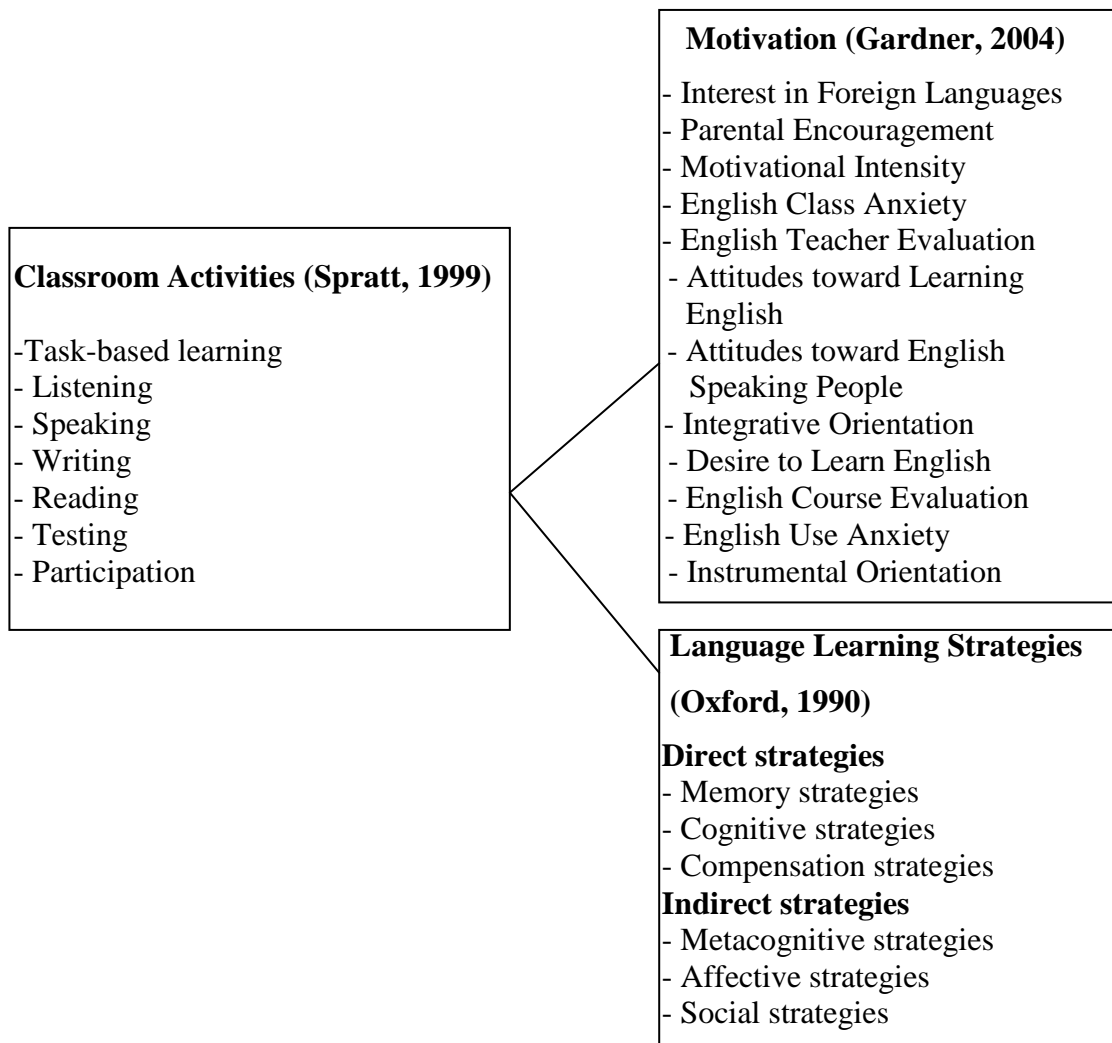 Classroom Activities (Spratt, 1999)
-Task-based learning
- Listening
- Speaking
- Writing
- Reading
- Testing
- Participation
Motivation (Gardner, 2004)
- Interest in Foreign Languages
- Parental Encouragement
- Motivational Intensity
- English Class Anxiety
- English Teacher Evaluation
- Attitudes toward Learning
English
- Attitudes toward English
Speaking People
- Integrative Orientation
- Desire to Learn English
- English Course Evaluation
- English Use Anxiety
- Instrumental Orientation
Language Learning Strategies
(Oxford, 1990)
Direct strategies
- Memory strategies
- Cognitive strategies
- Compensation strategies
Indirect strategies
- Metacognitive strategies
- Affective strategies
- Social strategies